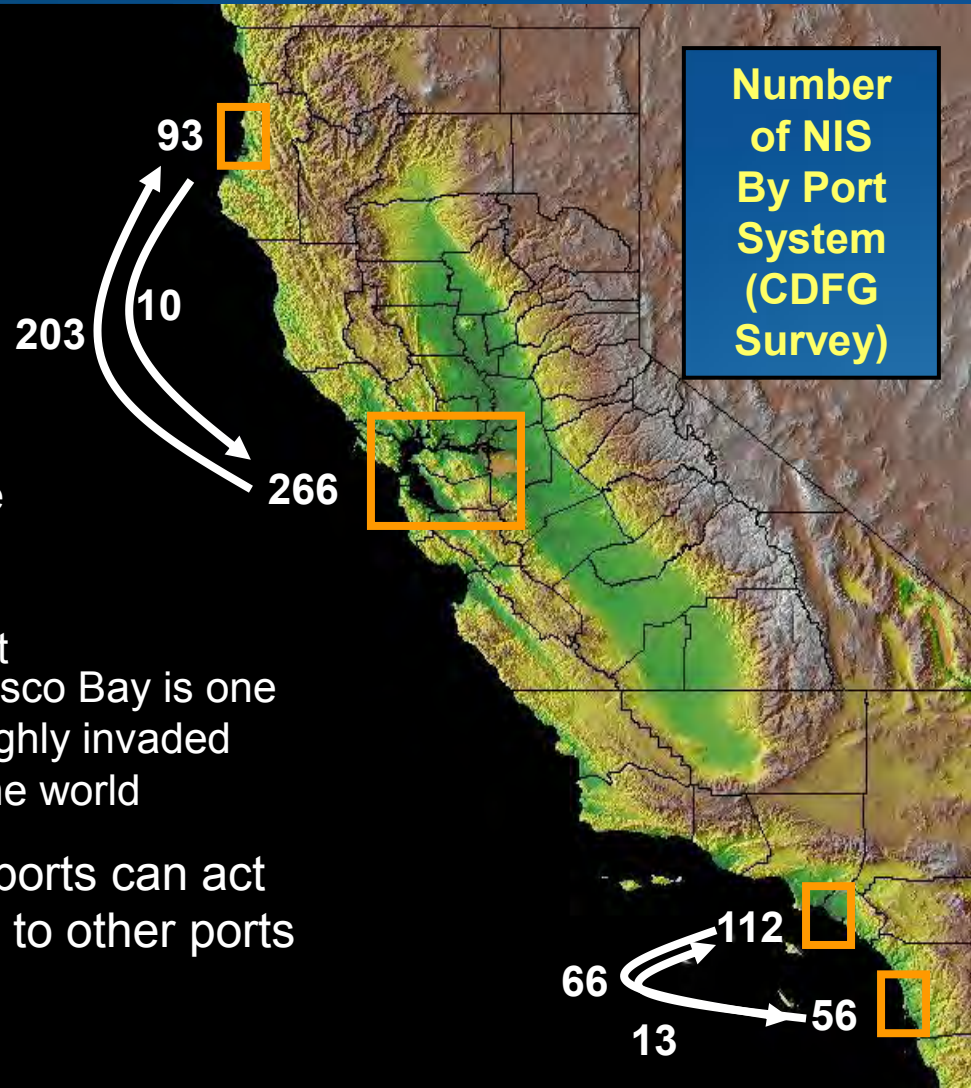 Number
of NIS
By Port
System
(CDFG
Survey)
93
10
203
266
e
t
sco Bay is one
ghly invaded
ne world
ports can act
to other ports
112
66
56
13